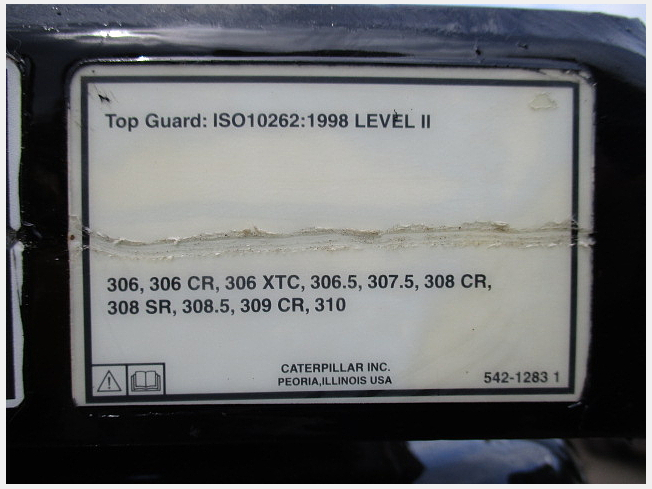 Top Guard: ISO10262:1998 LEVEL II
306, 306 CR, 306 XTC, 306.5, 307.5, 308 CR,
308 SR, 308.5, 309 CR, 310
CATERPILLAR INC.
PEORIA,ILLINOIS USA
542-1283 1